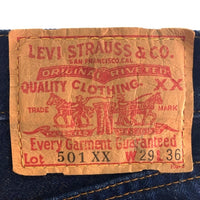 LEVI STRAUSS & CO.
SAN FRANCISCO, CAL.
ORIGINAL RIVETED
QUALITY CLOTHING. XX
TRADE MARK
Every Garment Guaranteed
Lot 501 XX W 29 L 36